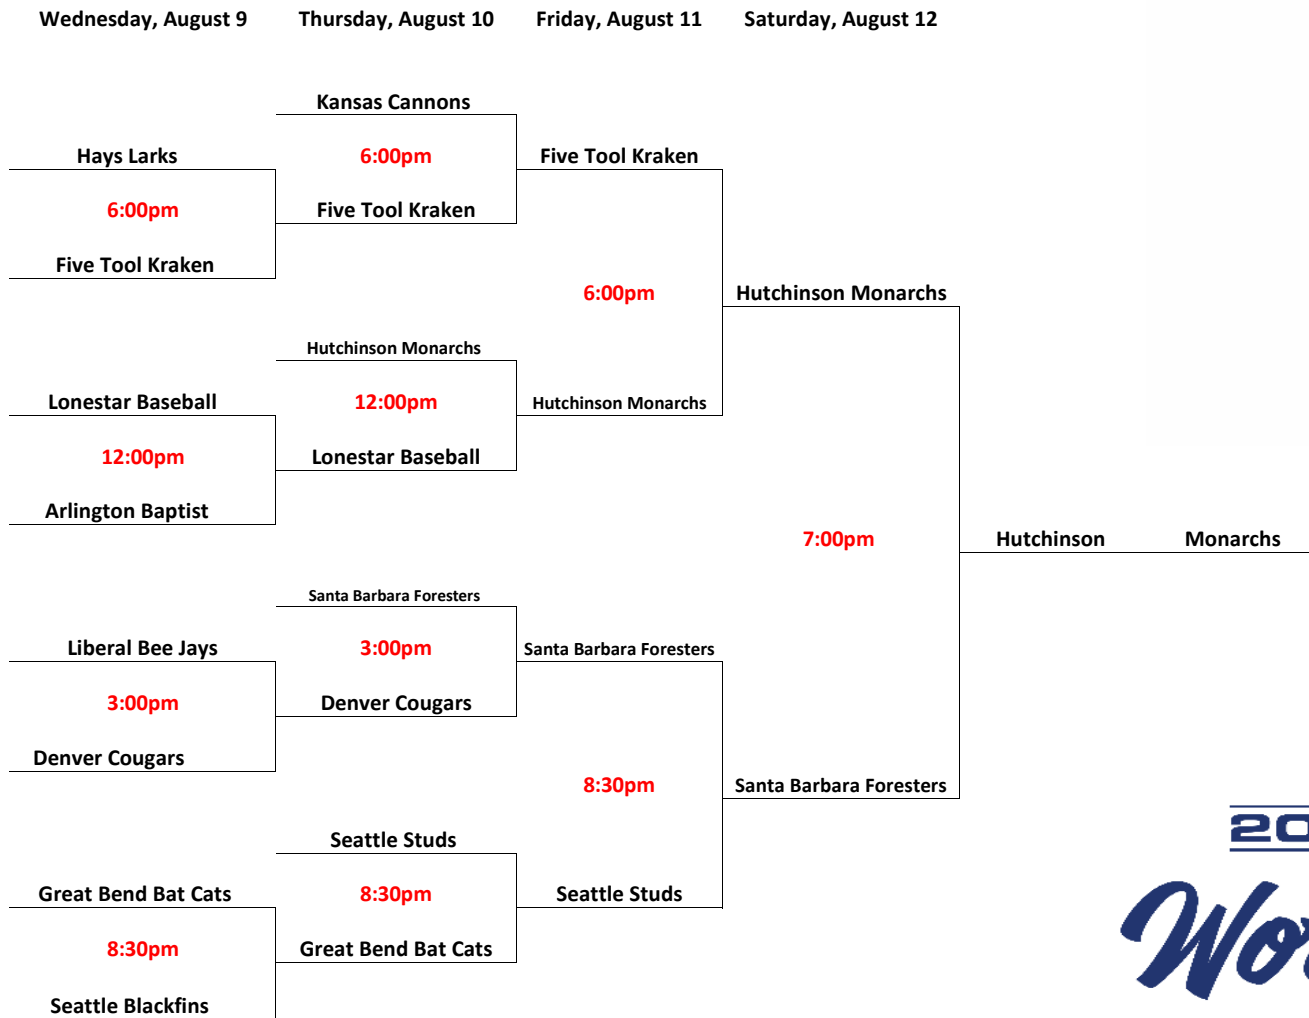 Wednesday, August 9 Thursday, August 10 Friday, August 11 Saturday, August 12
Kansas Cannons
Hays Larks 6:00pm Five Tool Kraken
6:00pm Five Tool Kraken
Five Tool Kraken
6:00pm Hutchinson Monarchs
Hutchinson Monarchs
Lonestar Baseball 12:00pm Hutchinson Monarchs
12:00pm Lonestar Baseball
Arlington Baptist
7:00pm Hutchinson Monarchs
Santa Barbara Foresters
Liberal Bee Jays 3:00pm Santa Barbara Foresters
3:00pm Denver Cougars
Denver Cougars
8:30pm Santa Barbara Foresters
Seattle Studs
Great Bend Bat Cats 8:30pm Seattle Studs
8:30pm Great Bend Bat Cats
Seattle Blackfins